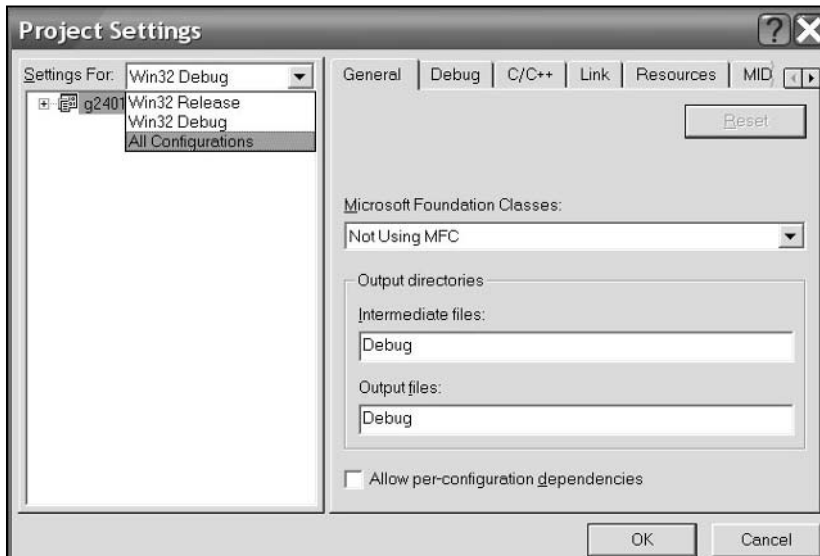 Project Settings
Settings For: Win32 Debug
g2401
Win32 Release
Win32 Debug
All Configurations
General Debug C/C++ Link Resources MID
Reset
Microsoft Foundation Classes:
Not Using MFC
Output directories
Intermediate files:
Debug
Output files:
Debug
Allow per-configuration dependencies
OK Cancel